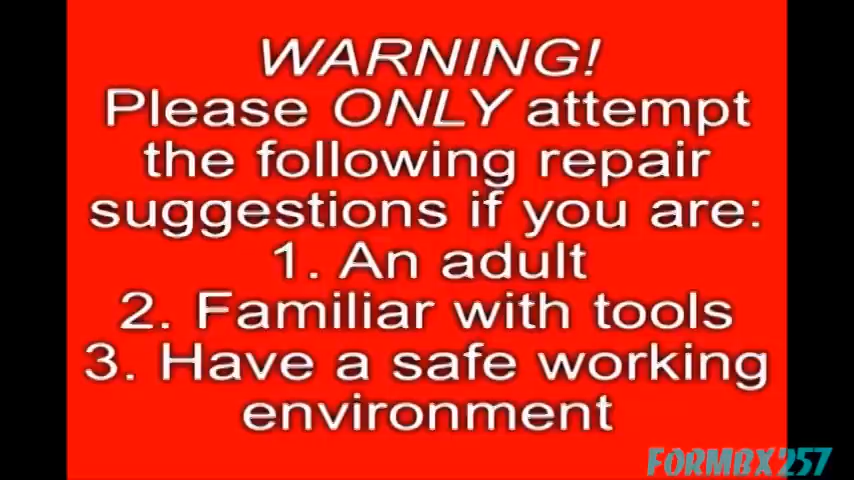 WARNING!
Please ONLY attempt
the following repair
suggestions if you are:
1. An adult
2. Familiar with tools
3. Have a safe working
environment
FORMBX257